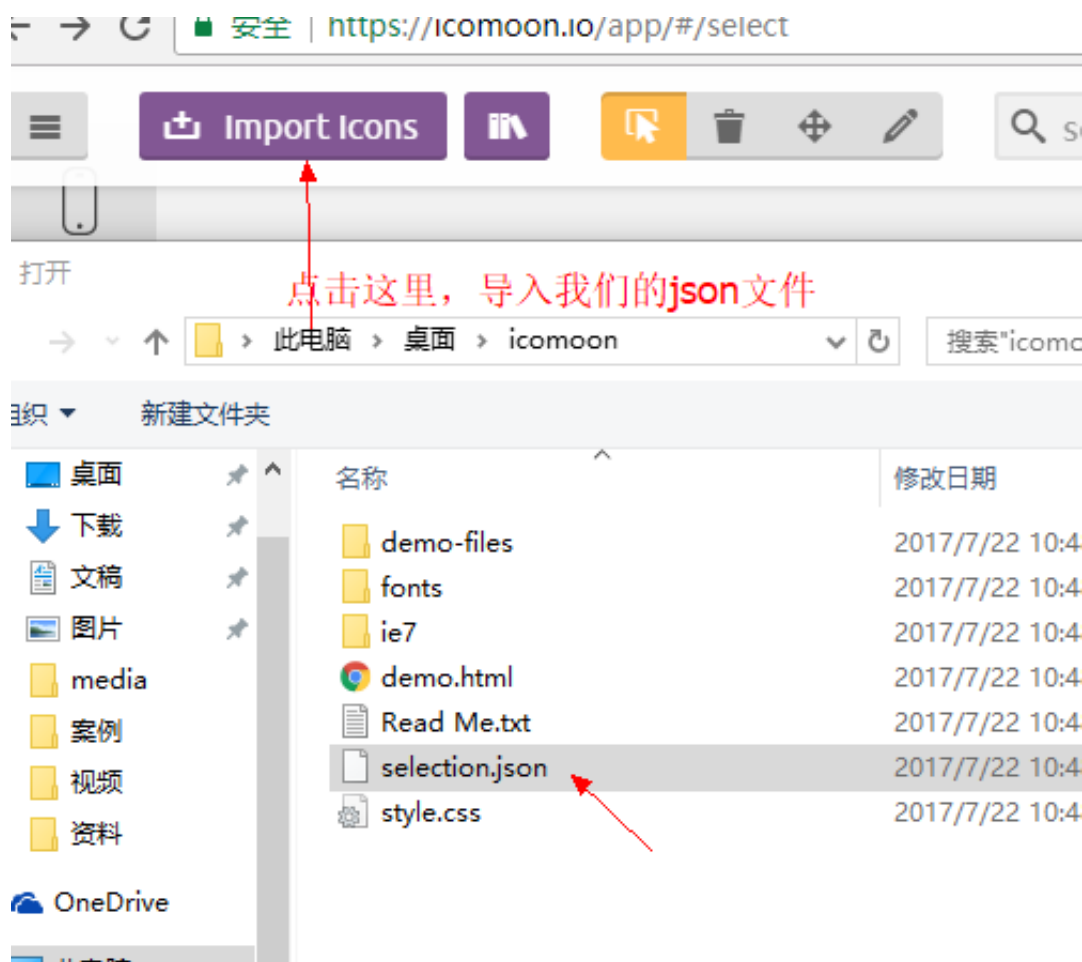 安全 | https://icomoon.io/app/#/select
Import Icons
打开
点击这里，导入我们的json文件
此电脑 > 桌面 > icomoon
搜索"icomo
组织 新建文件夹
名称 修改日期
桌面
下载
文稿
图片
media
案例
视频
资料
OneDrive
此电脑
demo-files 2017/7/22 10:4
fonts 2017/7/22 10:4
ie7 2017/7/22 10:4
demo.html 2017/7/22 10:4
Read Me.txt 2017/7/22 10:4
selection.json 2017/7/22 10:4
style.css 2017/7/22 10:4